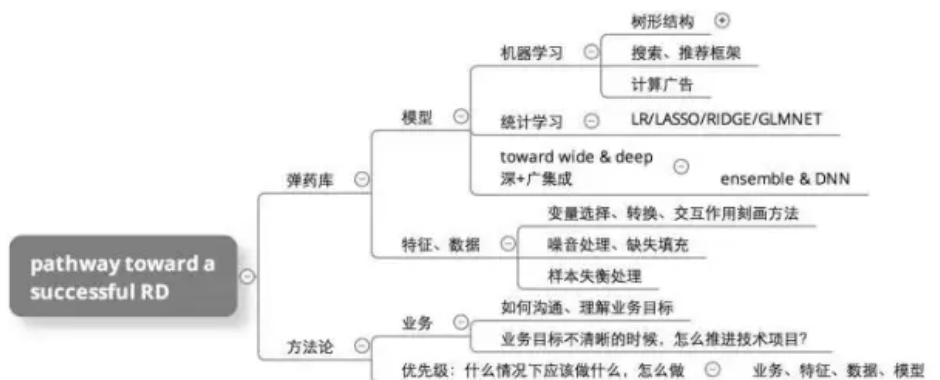 树形结构
机器学习
搜索、推荐框架
计算广告
模型
统计学习
LR/LASSO/RIDGE/GLMNET
toward wide & deep
深+广集成
ensemble & DNN
弹药库
变量选择、转换、交互作用刻画方法
特征、数据
噪音处理、缺失填充
样本失衡处理
pathway toward a
successful RD
如何沟通、理解业务目标
业务
业务目标不清晰的时候，怎么推进技术项目？
方法论
优先级：什么情况下应该做什么，怎么做
业务、特征、数据、模型